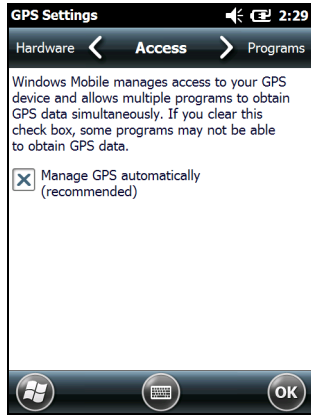 GPS Settings 2:29
Hardware Access Programs
Windows Mobile manages access to your GPS
device and allows multiple programs to obtain
GPS data simultaneously. If you clear this
check box, some programs may not be able
to obtain GPS data.
Manage GPS automatically
(recommended)
OK